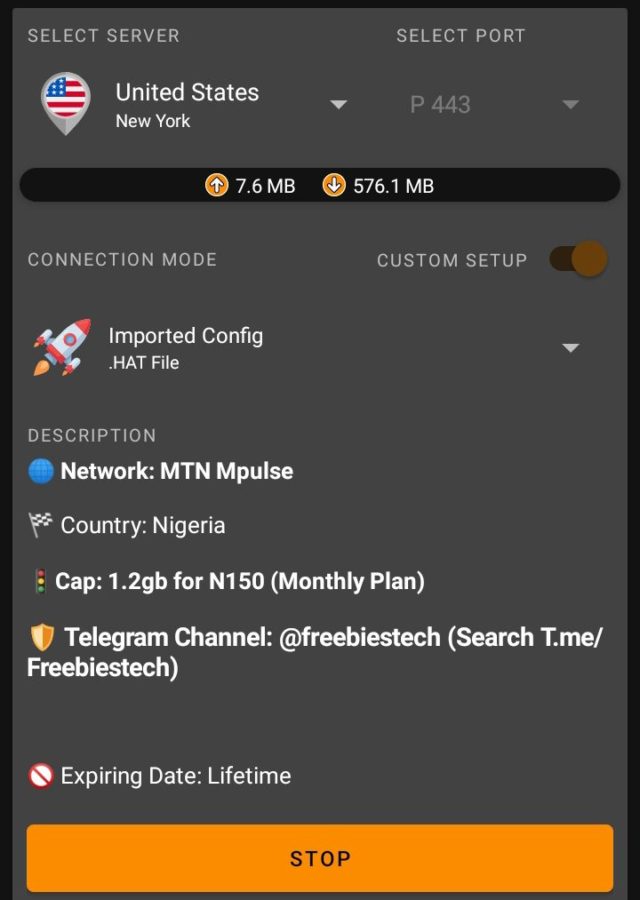 SELECT SERVER
SELECT PORT
United States
New York
P 443
7.6 MB 576.1 MB
CONNECTION MODE
CUSTOM SETUP
Imported Config
.HAT File
DESCRIPTION
🌐 Network: MTN Mpulse
🏁 Country: Nigeria
🚦Cap: 1.2gb for N150 (Monthly Plan)
🛡 Telegram Channel: @freebiestech (Search T.me/
Freebiestech)
🚫 Expiring Date: Lifetime
STOP